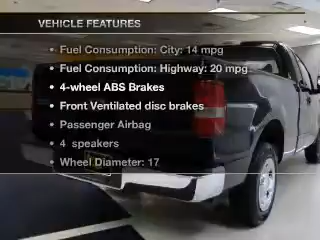 VEHICLE FEATURES
• Fuel Consumption: City: 14 mpg
• Fuel Consumption: Highway: 20 mpg
• 4-wheel ABS Brakes
• Front Ventilated disc brakes
• Passenger Airbag
• 4 speakers
• Wheel Diameter: 17